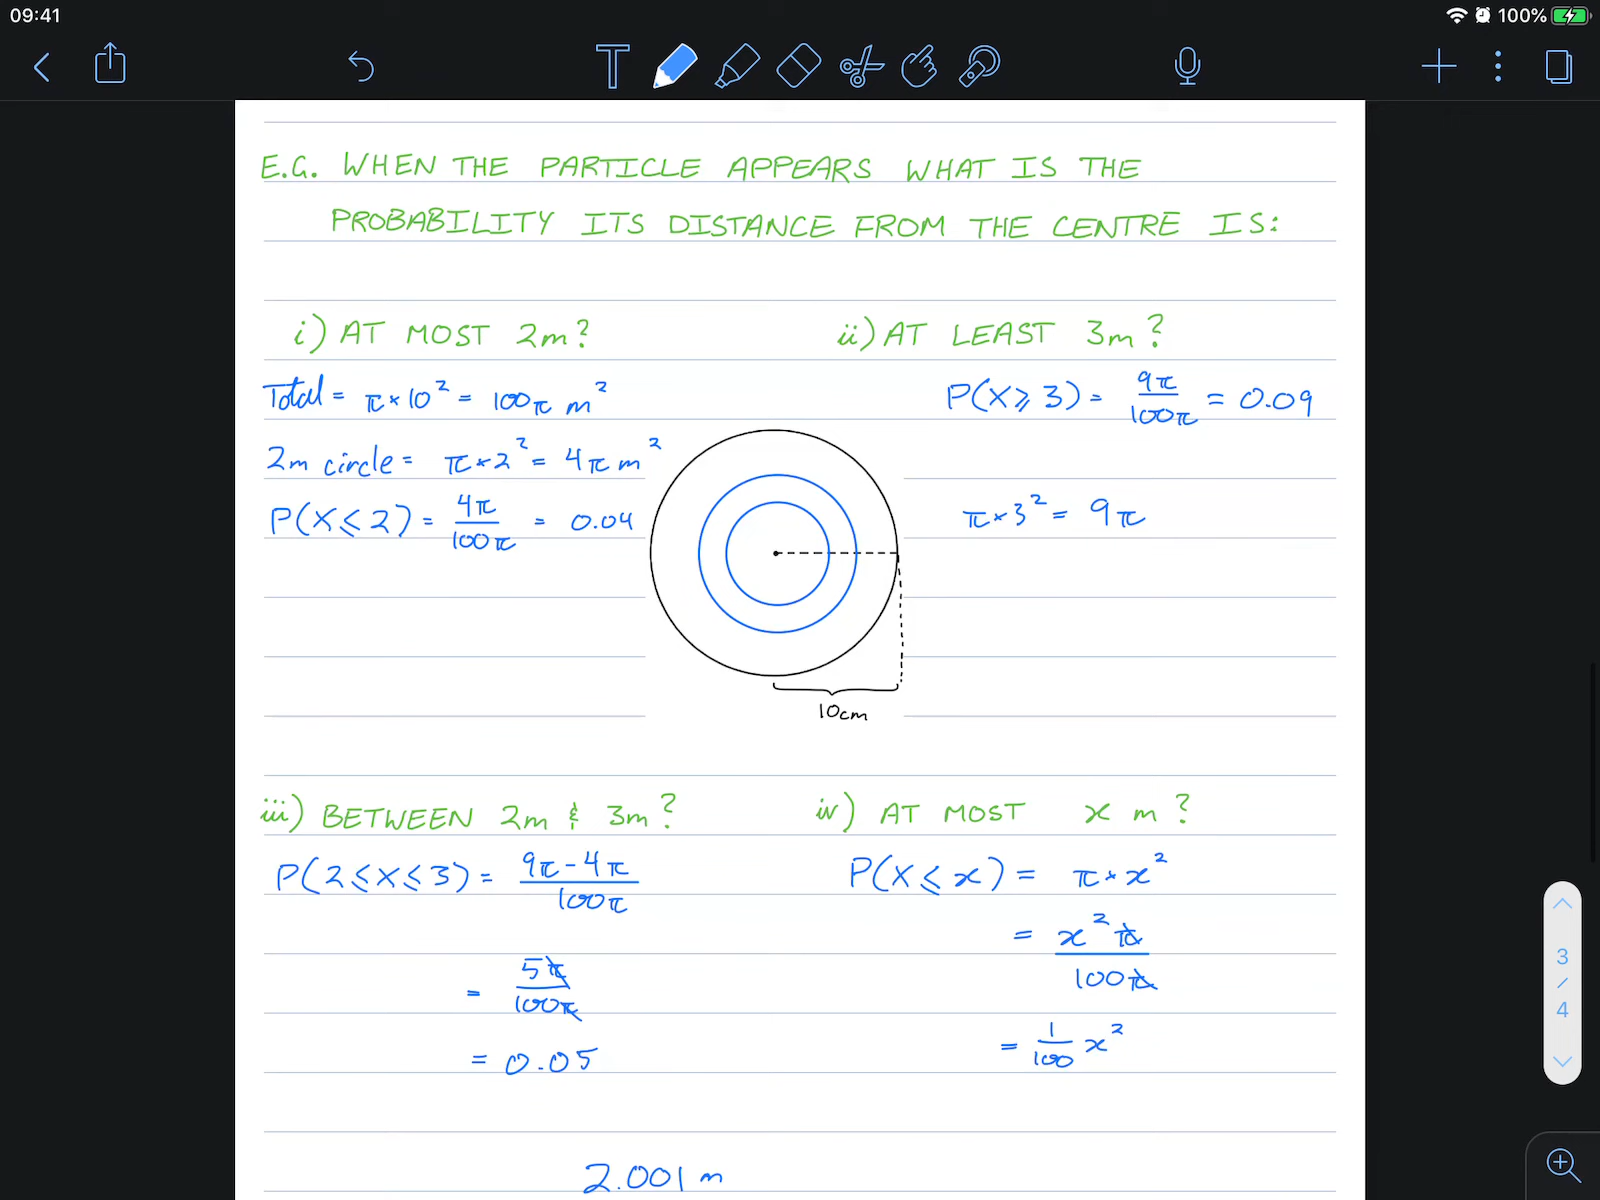 09:41
100%
T
E.G. WHEN THE PARTICLE APPEARS WHAT IS THE
PROBABILITY ITS DISTANCE FROM THE CENTRE IS:
i) AT MOST 2m?
Total = π × 10² = 100π m²
2m circle = π × 2² = 4π m²
P(X ⩽ 2) = 4π/100π = 0.04
ii) AT LEAST 3m?
P(X ⩾ 3) = 9π/100π = 0.09
π × 3² = 9π
10cm
iii) BETWEEN 2m & 3m?
P(2 ⩽ X ⩽ 3) = 9π - 4π/100π
= 5π/100π
= 0.05
iv) AT MOST x m?
P(X ⩽ x) = π × x²
= x²π/100π
= 1/100 x²
2.001 m
3
/
4